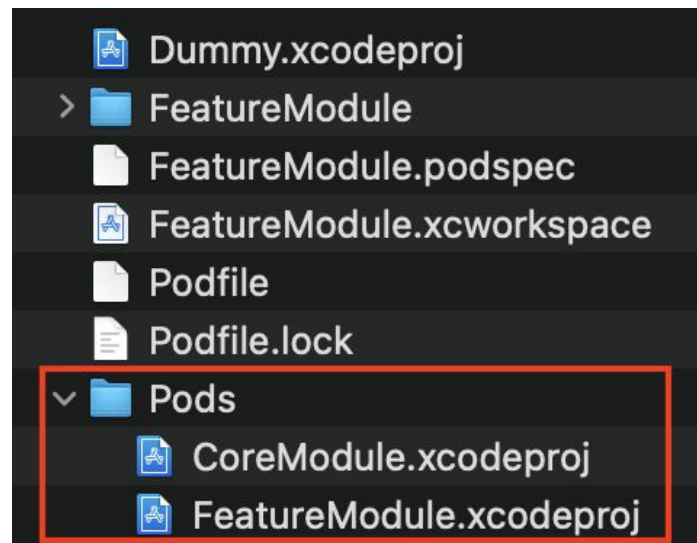 Dummy.xcodeproj
FeatureModule
FeatureModule.podspec
FeatureModule.xcworkspace
Podfile
Podfile.lock
Pods
CoreModule.xcodeproj
FeatureModule.xcodeproj